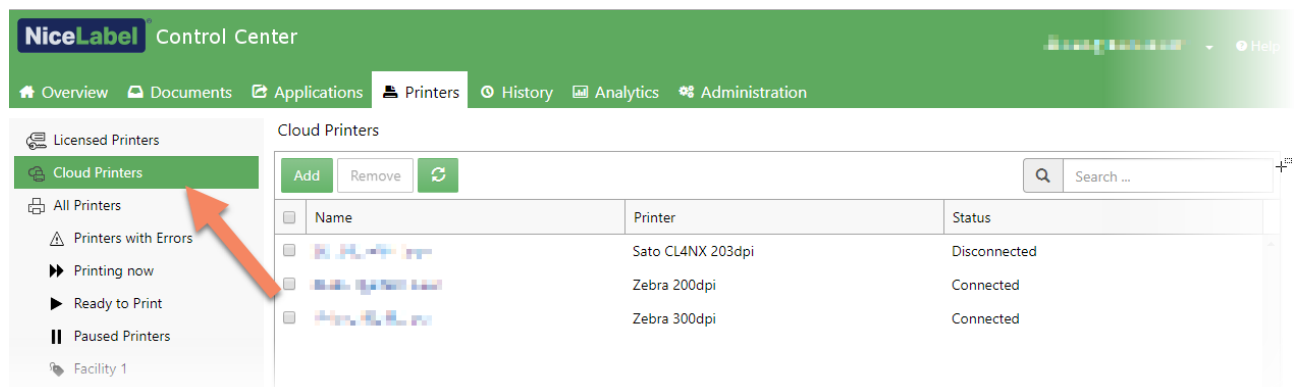 NiceLabel Control Center
Help
Overview Documents Applications Printers History Analytics Administration
Licensed Printers
Cloud Printers
All Printers
Printers with Errors
Printing now
Ready to Print
Paused Printers
Facility 1
Cloud Printers
Add Remove Search ...
Name Printer Status
Sato CL4NX 203dpi Disconnected
Zebra 200dpi Connected
Zebra 300dpi Connected